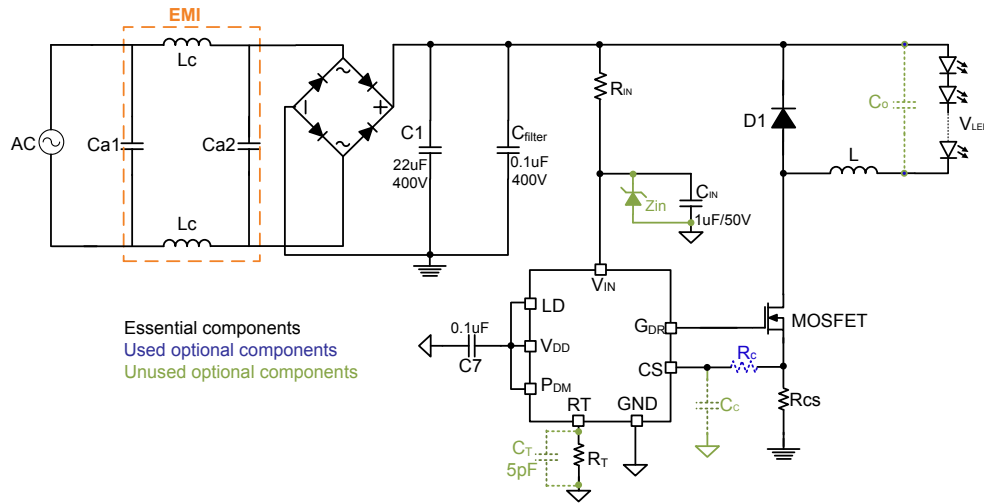 EMI
Lc
AC
Ca1
Ca2
Lc
C1
22uF
400V
Cfilter
0.1uF
400V
RIN
D1
Co
VLED
L
Zin
CIN
1uF/50V
VIN
LD
GDR
MOSFET
0.1uF
VDD
C7
CS
Rc
PDM
RT
GND
Cc
Rcs
CT
5pF
RT
Essential components
Used optional components
Unused optional components